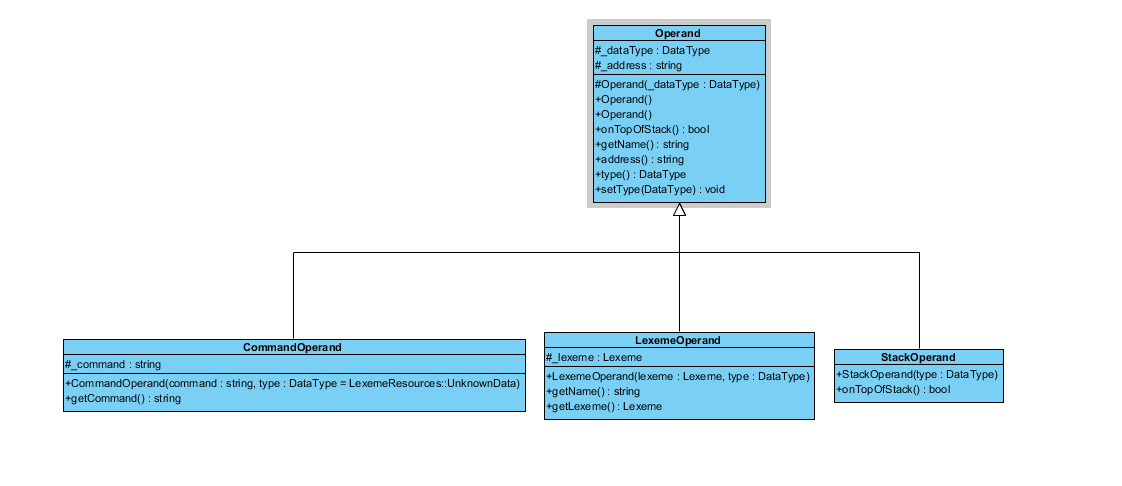 Operand
#_dataType : DataType
#_address : string
#Operand(_dataType : DataType)
+Operand()
+Operand()
+onTopOfStack() : bool
+getName() : string
+address() : string
+type() : DataType
+setType(DataType) : void
CommandOperand
#_command : string
+CommandOperand(command : string, type : DataType = LexemeResources::UnknownData)
+getCommand() : string
LexemeOperand
#_lexeme : Lexeme
+LexemeOperand(lexeme : Lexeme, type : DataType)
+getName() : string
+getLexeme() : Lexeme
StackOperand
+StackOperand(type : DataType)
+onTopOfStack() : bool